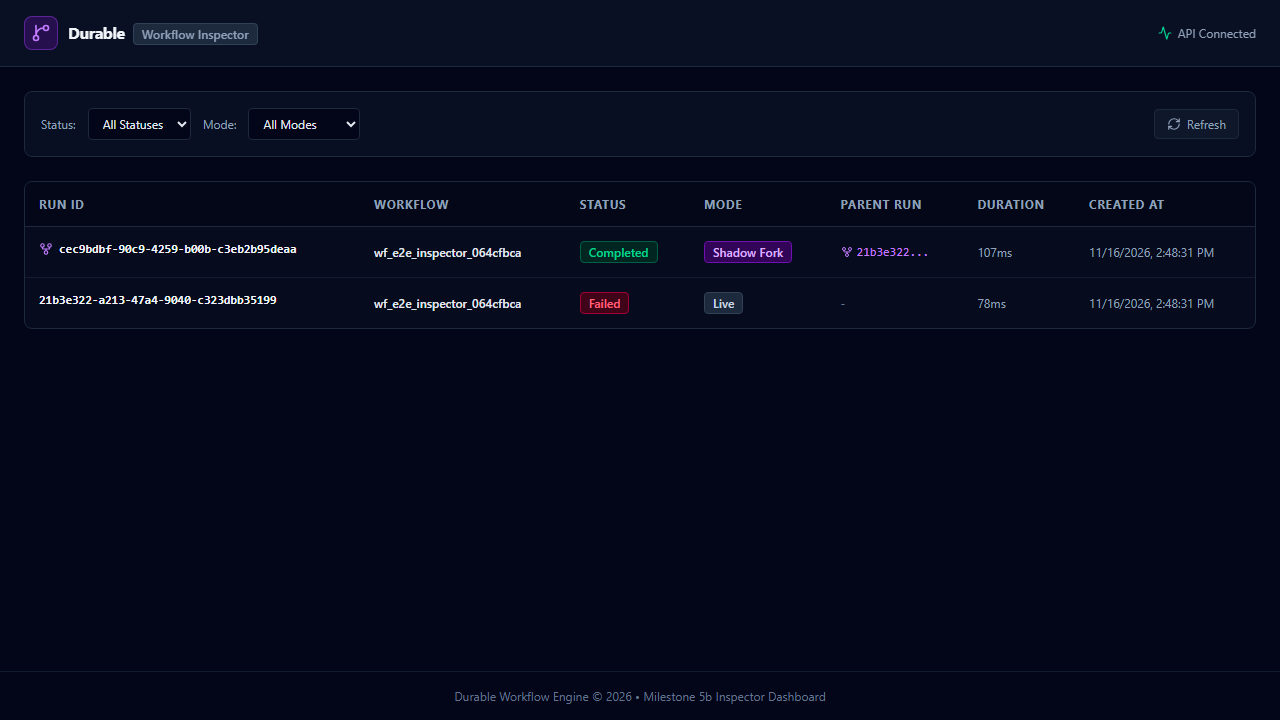 Durable Workflow Inspector API Connected
Status: All Statuses Mode: All Modes Refresh
RUN ID WORKFLOW STATUS MODE PARENT RUN DURATION CREATED AT
cec9bdbf-90c9-4259-b00b-c3eb2b95deaa wf_e2e_inspector_064cfbca Completed Shadow Fork 21b3e322... 107ms 11/16/2026, 2:48:31 PM
21b3e322-a213-47a4-9040-c323dbb35199 wf_e2e_inspector_064cfbca Failed Live - 78ms 11/16/2026, 2:48:31 PM
Durable Workflow Engine © 2026 • Milestone 5b Inspector Dashboard